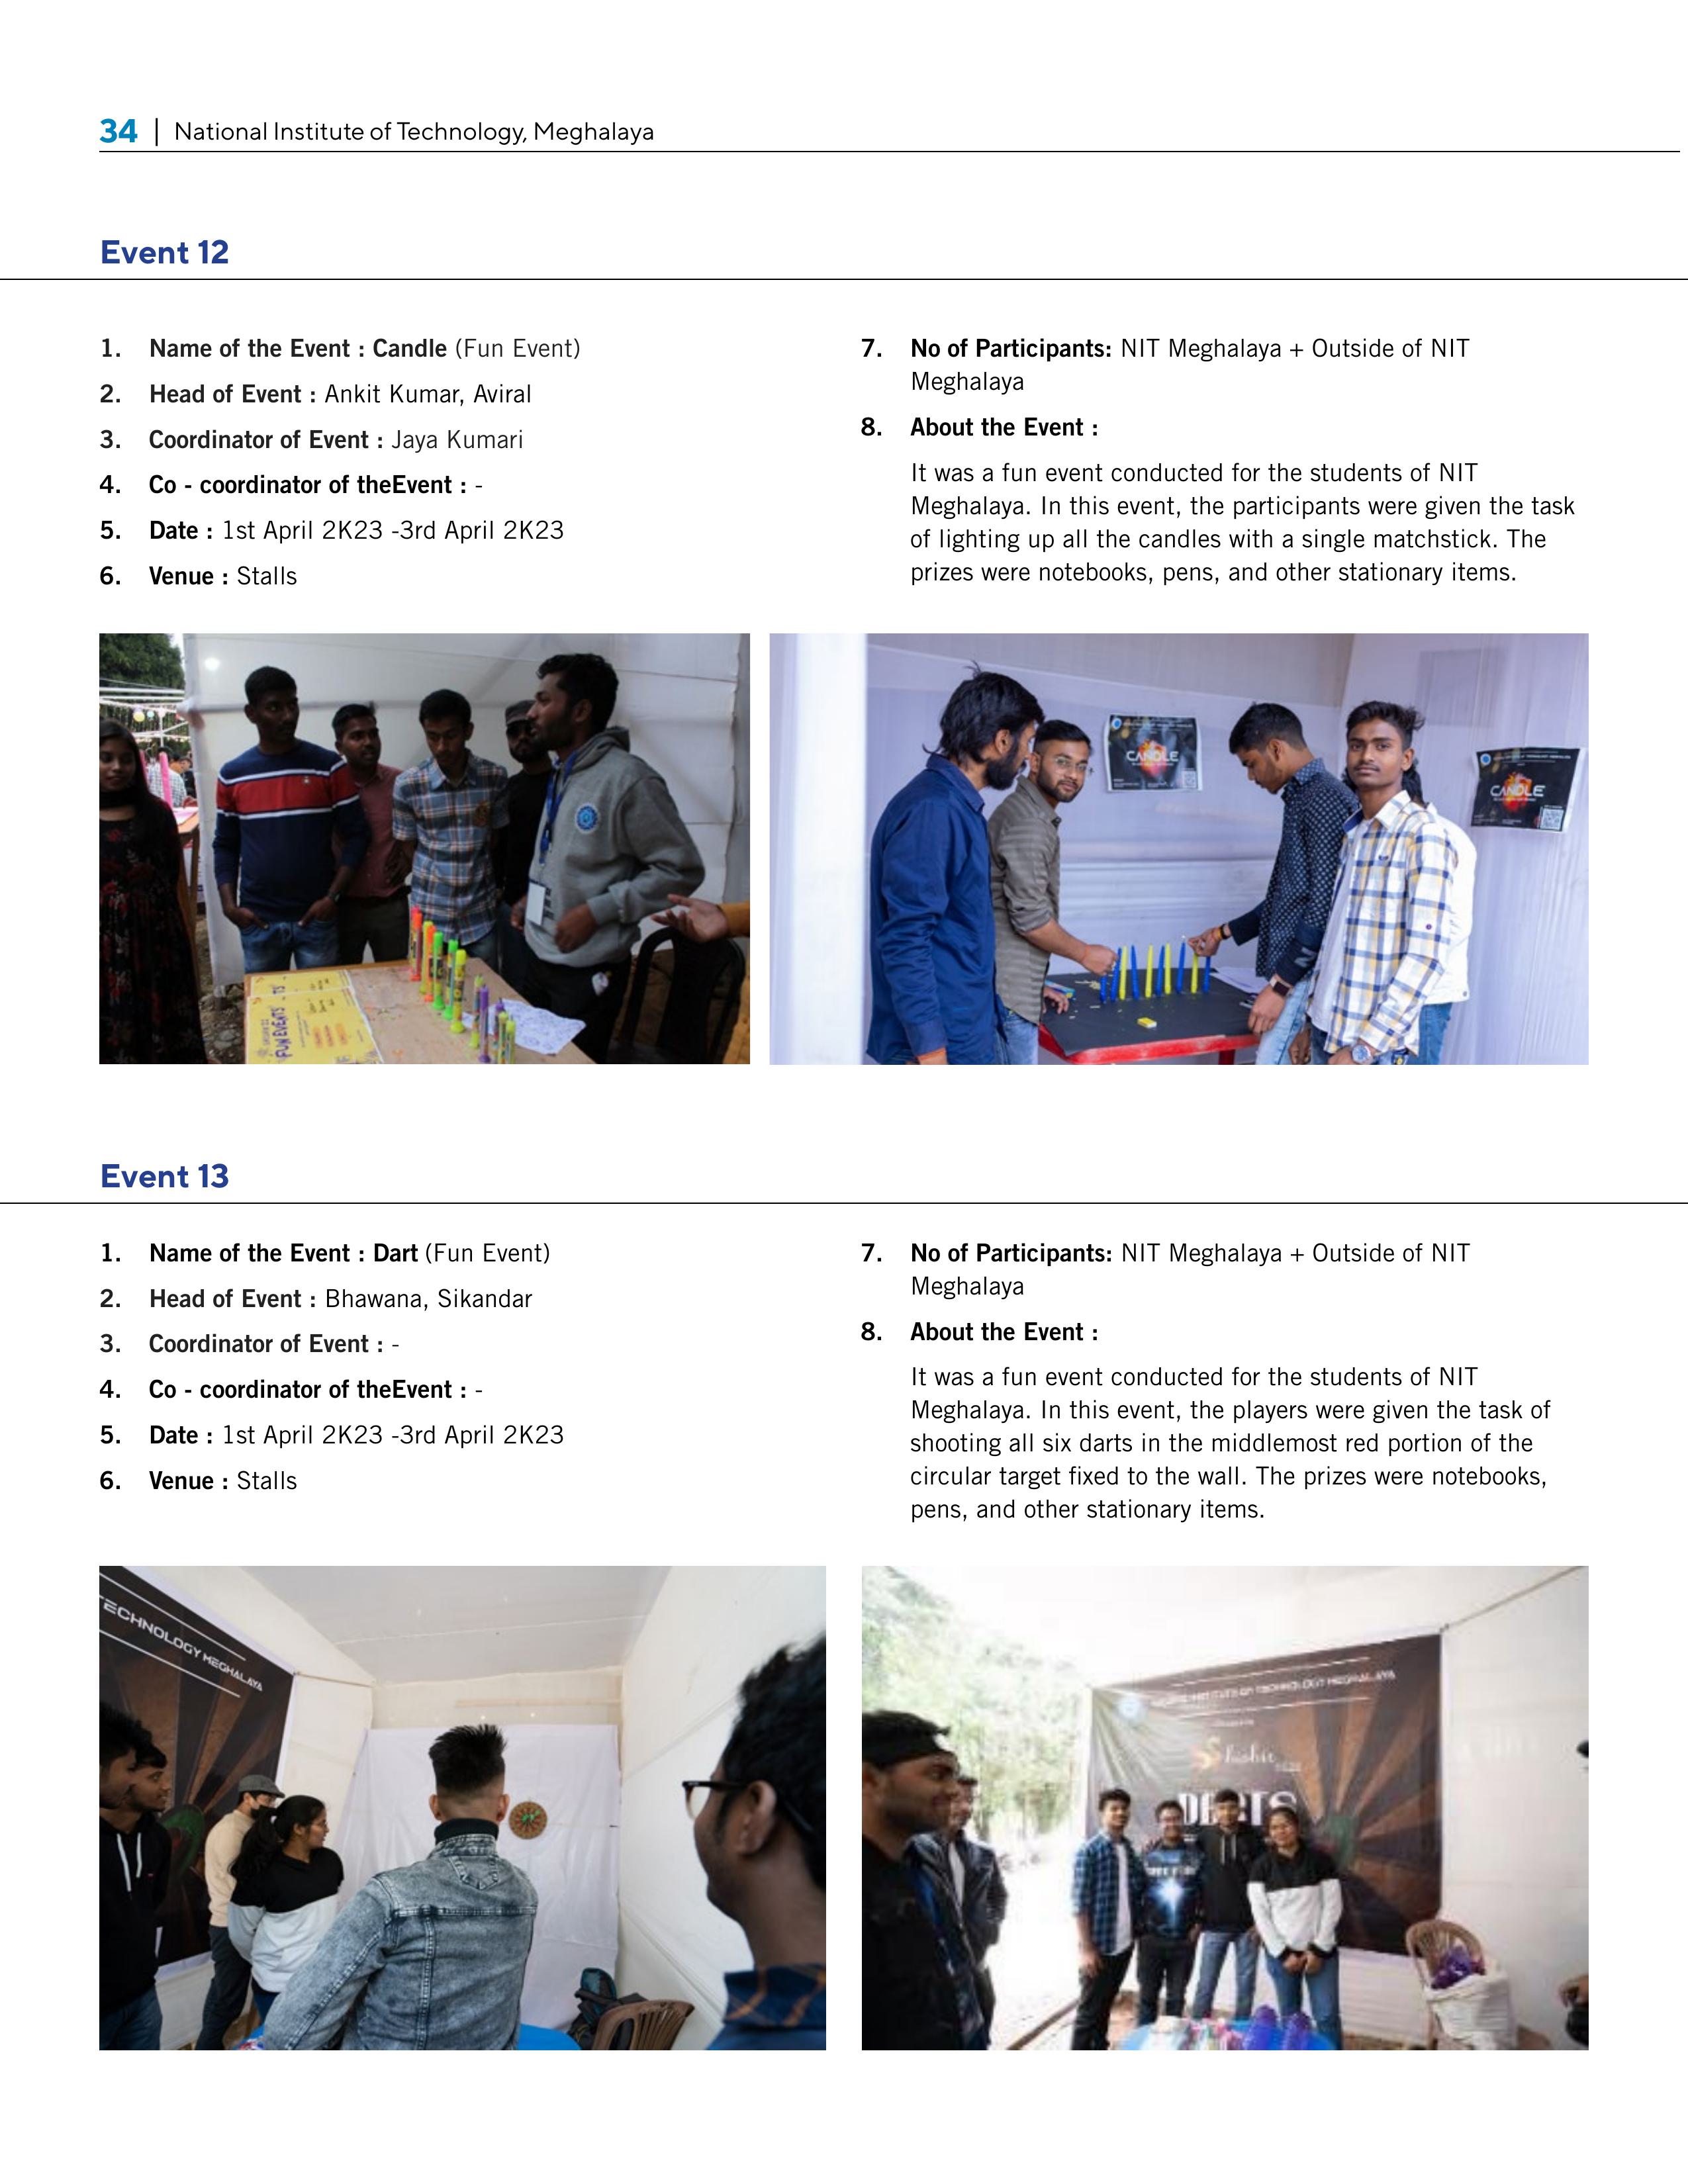 34 | National Institute of Technology, Meghalaya
Event 12
1. Name of the Event : Candle (Fun Event)
2. Head of Event : Ankit Kumar, Aviral
3. Coordinator of Event : Jaya Kumari
4. Co - coordinator of theEvent : -
5. Date : 1st April 2K23 -3rd April 2K23
6. Venue : Stalls
7. No of Participants: NIT Meghalaya + Outside of NIT
Meghalaya
8. About the Event :
It was a fun event conducted for the students of NIT
Meghalaya. In this event, the participants were given the task
of lighting up all the candles with a single matchstick. The
prizes were notebooks, pens, and other stationary items.
FUN EVENTS
CANDLE
CANDLE
Event 13
1. Name of the Event : Dart (Fun Event)
2. Head of Event : Bhawana, Sikandar
3. Coordinator of Event : -
4. Co - coordinator of theEvent : -
5. Date : 1st April 2K23 -3rd April 2K23
6. Venue : Stalls
7. No of Participants: NIT Meghalaya + Outside of NIT
Meghalaya
8. About the Event :
It was a fun event conducted for the students of NIT
Meghalaya. In this event, the players were given the task of
shooting all six darts in the middlemost red portion of the
circular target fixed to the wall. The prizes were notebooks,
pens, and other stationary items.
TECHNOLOGY MEGHALAYA
INSTITUTE OF TECHNOLOGY MEGHALAYA
Shishir